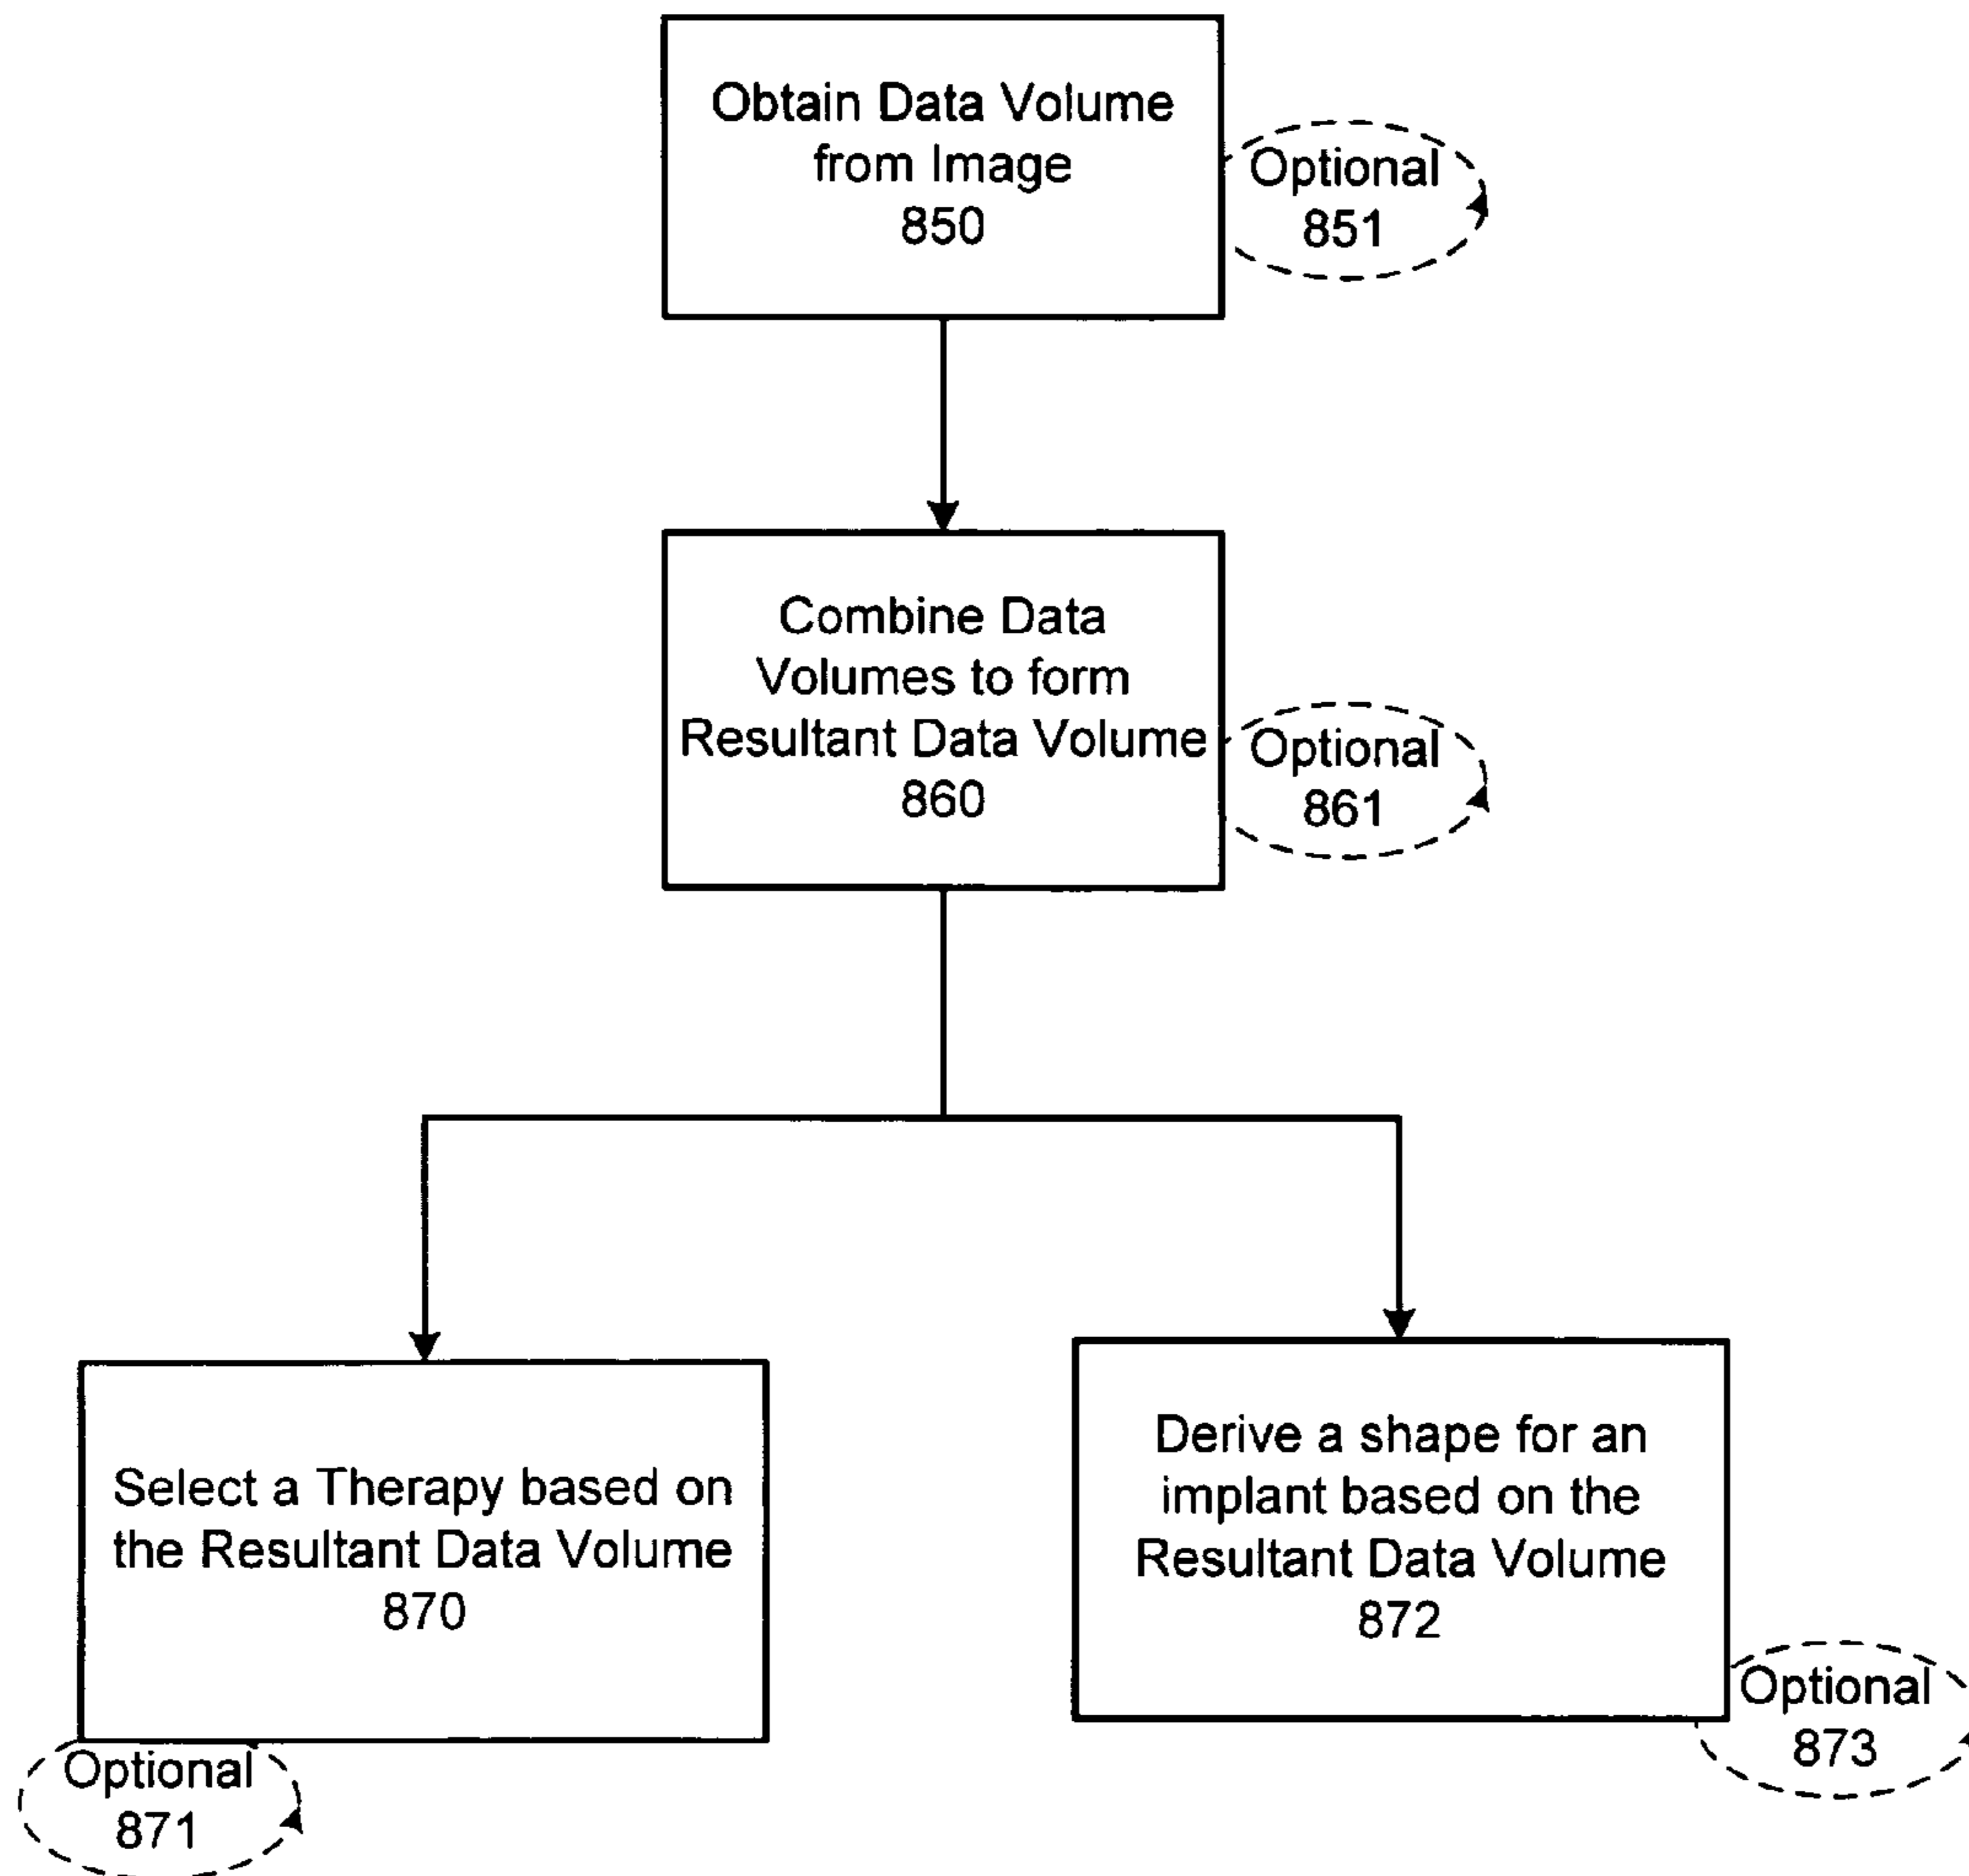 Obtain Data Volume
from Image
850
Optional
851
Combine Data
Volumes to form
Resultant Data Volume
860
Optional
861
Select a Therapy based on
the Resultant Data Volume
870
Optional
871
Derive a shape for an
implant based on the
Resultant Data Volume
872
Optional
873